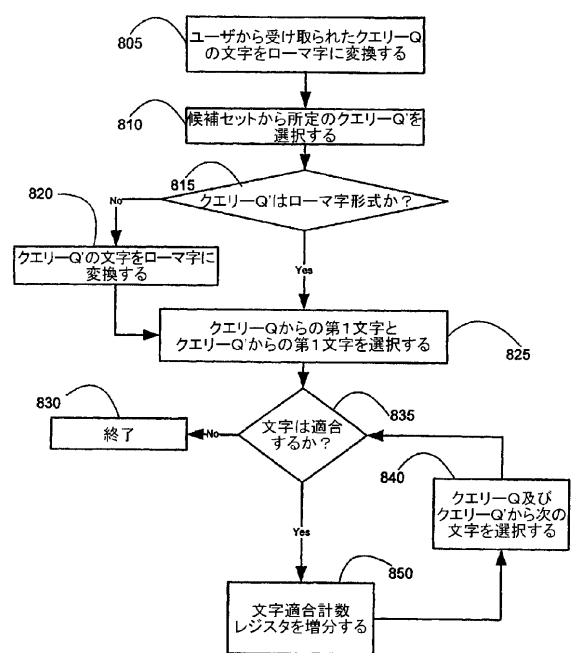 805
ユーザから受け取られたクエリーQ
の文字をローマ字に変換する
810
候補セットから所定のクエリーQ'を
選択する
815
クエリーQ'はローマ字形式か?
820
No
クエリーQ'の文字をローマ字に
変換する
Yes
クエリーQからの第1文字と
クエリーQ'からの第1文字を選択する
825
830
終了
No
文字は適合
するか?
835
840
クエリーQ及び
クエリーQ'から次の
文字を選択する
Yes
850
文字適合計数
レジスタを増分する